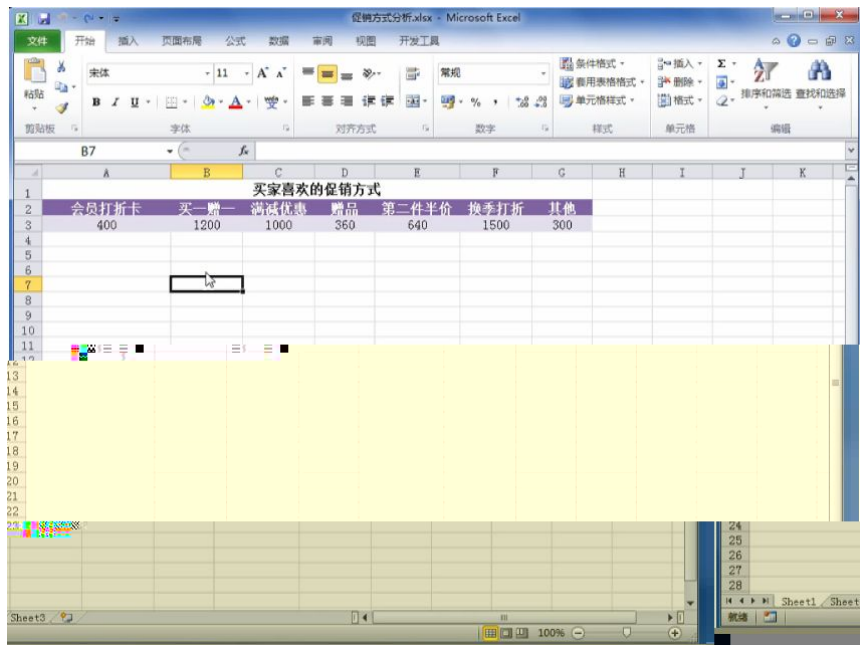 促销方式分析.xlsx - Microsoft Excel
文件 开始 插入 页面布局 公式 数据 审阅 视图 开发工具
宋体 11 A A 常规 条件格式 插入 Σ
粘贴 套用表格格式 删除 排序和筛选 查找和选择
B I U A % , 单元格样式 格式
剪贴板 字体 对齐方式 数字 样式 单元格 编辑
B7 fx
A B C D E F G H I J K
1 买家喜欢的促销方式
2 会员打折卡 买一赠一 满减优惠 赠品 第二件半价 换季打折 其他
3 400 1200 1000 360 640 1500 300
4
5
6
7
8
9
10
11
12
13
14
15
16
17
18
19
20
21
22
23
24
25
26
27
28
Sheet1 Sheet
Sheet3
就绪
100%